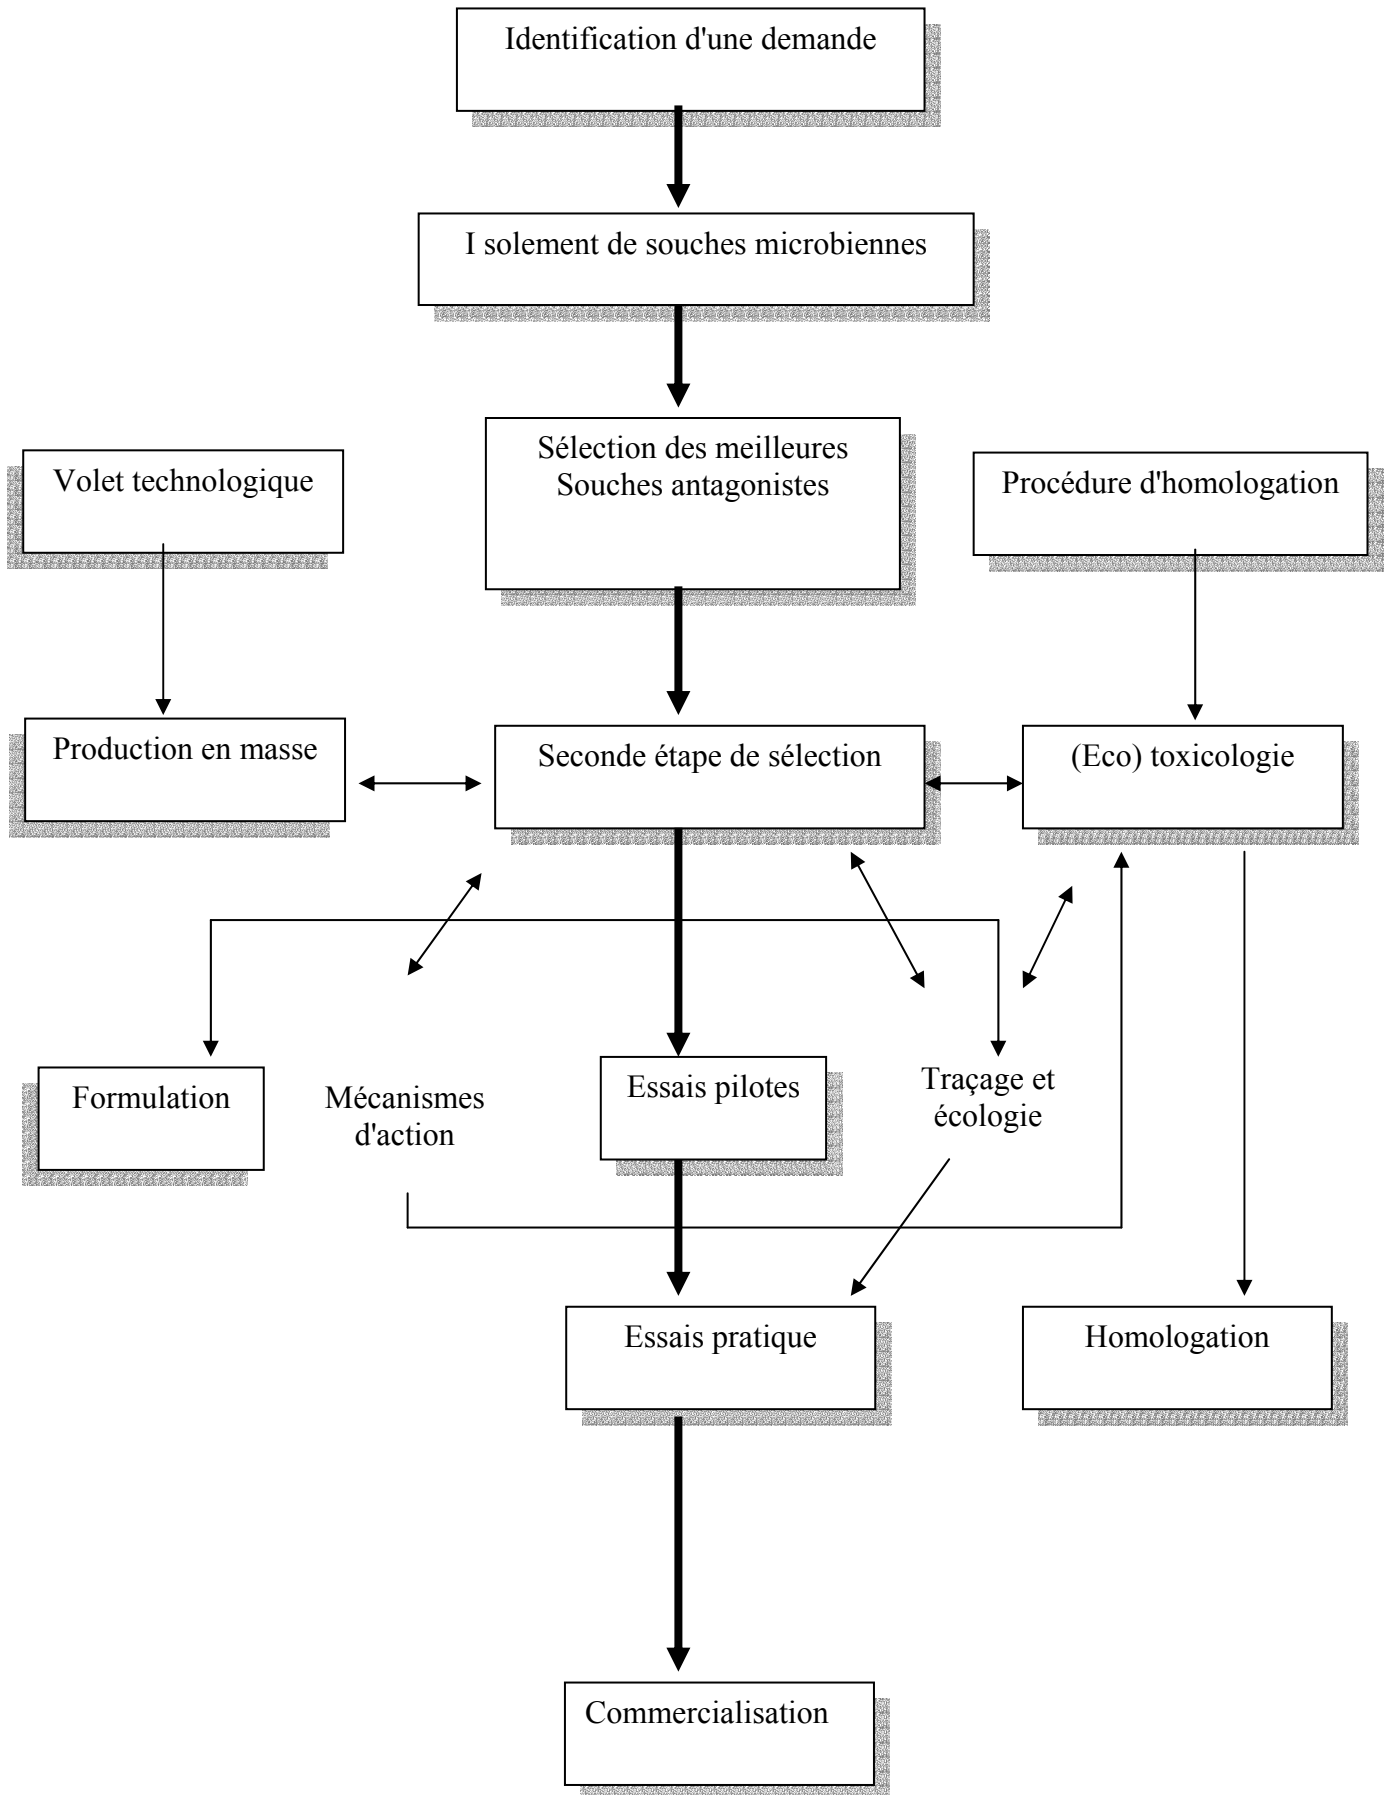 Identification d'une demande
I solement de souches microbiennes
Sélection des meilleures
Souches antagonistes
Volet technologique
Procédure d'homologation
Production en masse
Seconde étape de sélection
(Eco) toxicologie
Formulation
Mécanismes
d'action
Essais pilotes
Traçage et
écologie
Essais pratique
Homologation
Commercialisation